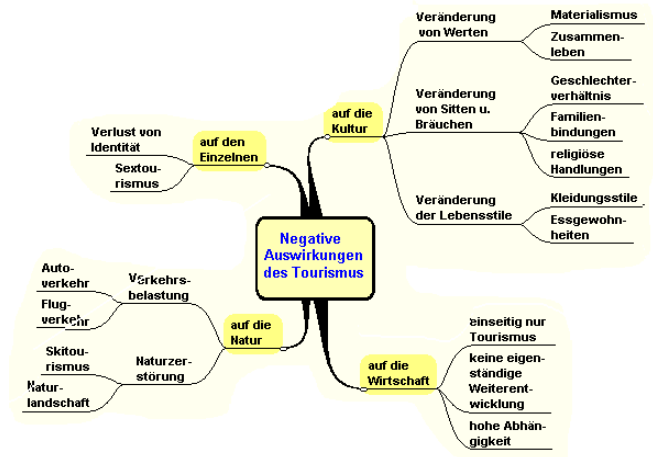 Negative
Auswirkungen
des Tourismus
auf die
Kultur
Veränderung
von Werten
Materialismus
Zusammen-
leben
Veränderung
von Sitten u.
Bräuchen
Geschlechter-
verhältnis
Familien-
bindungen
religiöse
Handlungen
Veränderung
der Lebensstile
Kleidungsstile
Essgewohn-
heiten
auf den
Einzelnen
Verlust von
Identität
Sextou-
rismus
auf die
Natur
Verkehrs-
belastung
Auto-
verkehr
Flug-
verkehr
Naturzer-
störung
Skitou-
rismus
Natur-
landschaft
auf die
Wirtschaft
einseitig nur
Tourismus
keine eigen-
ständige
Weiterent-
wicklung
hohe Abhän-
gigkeit